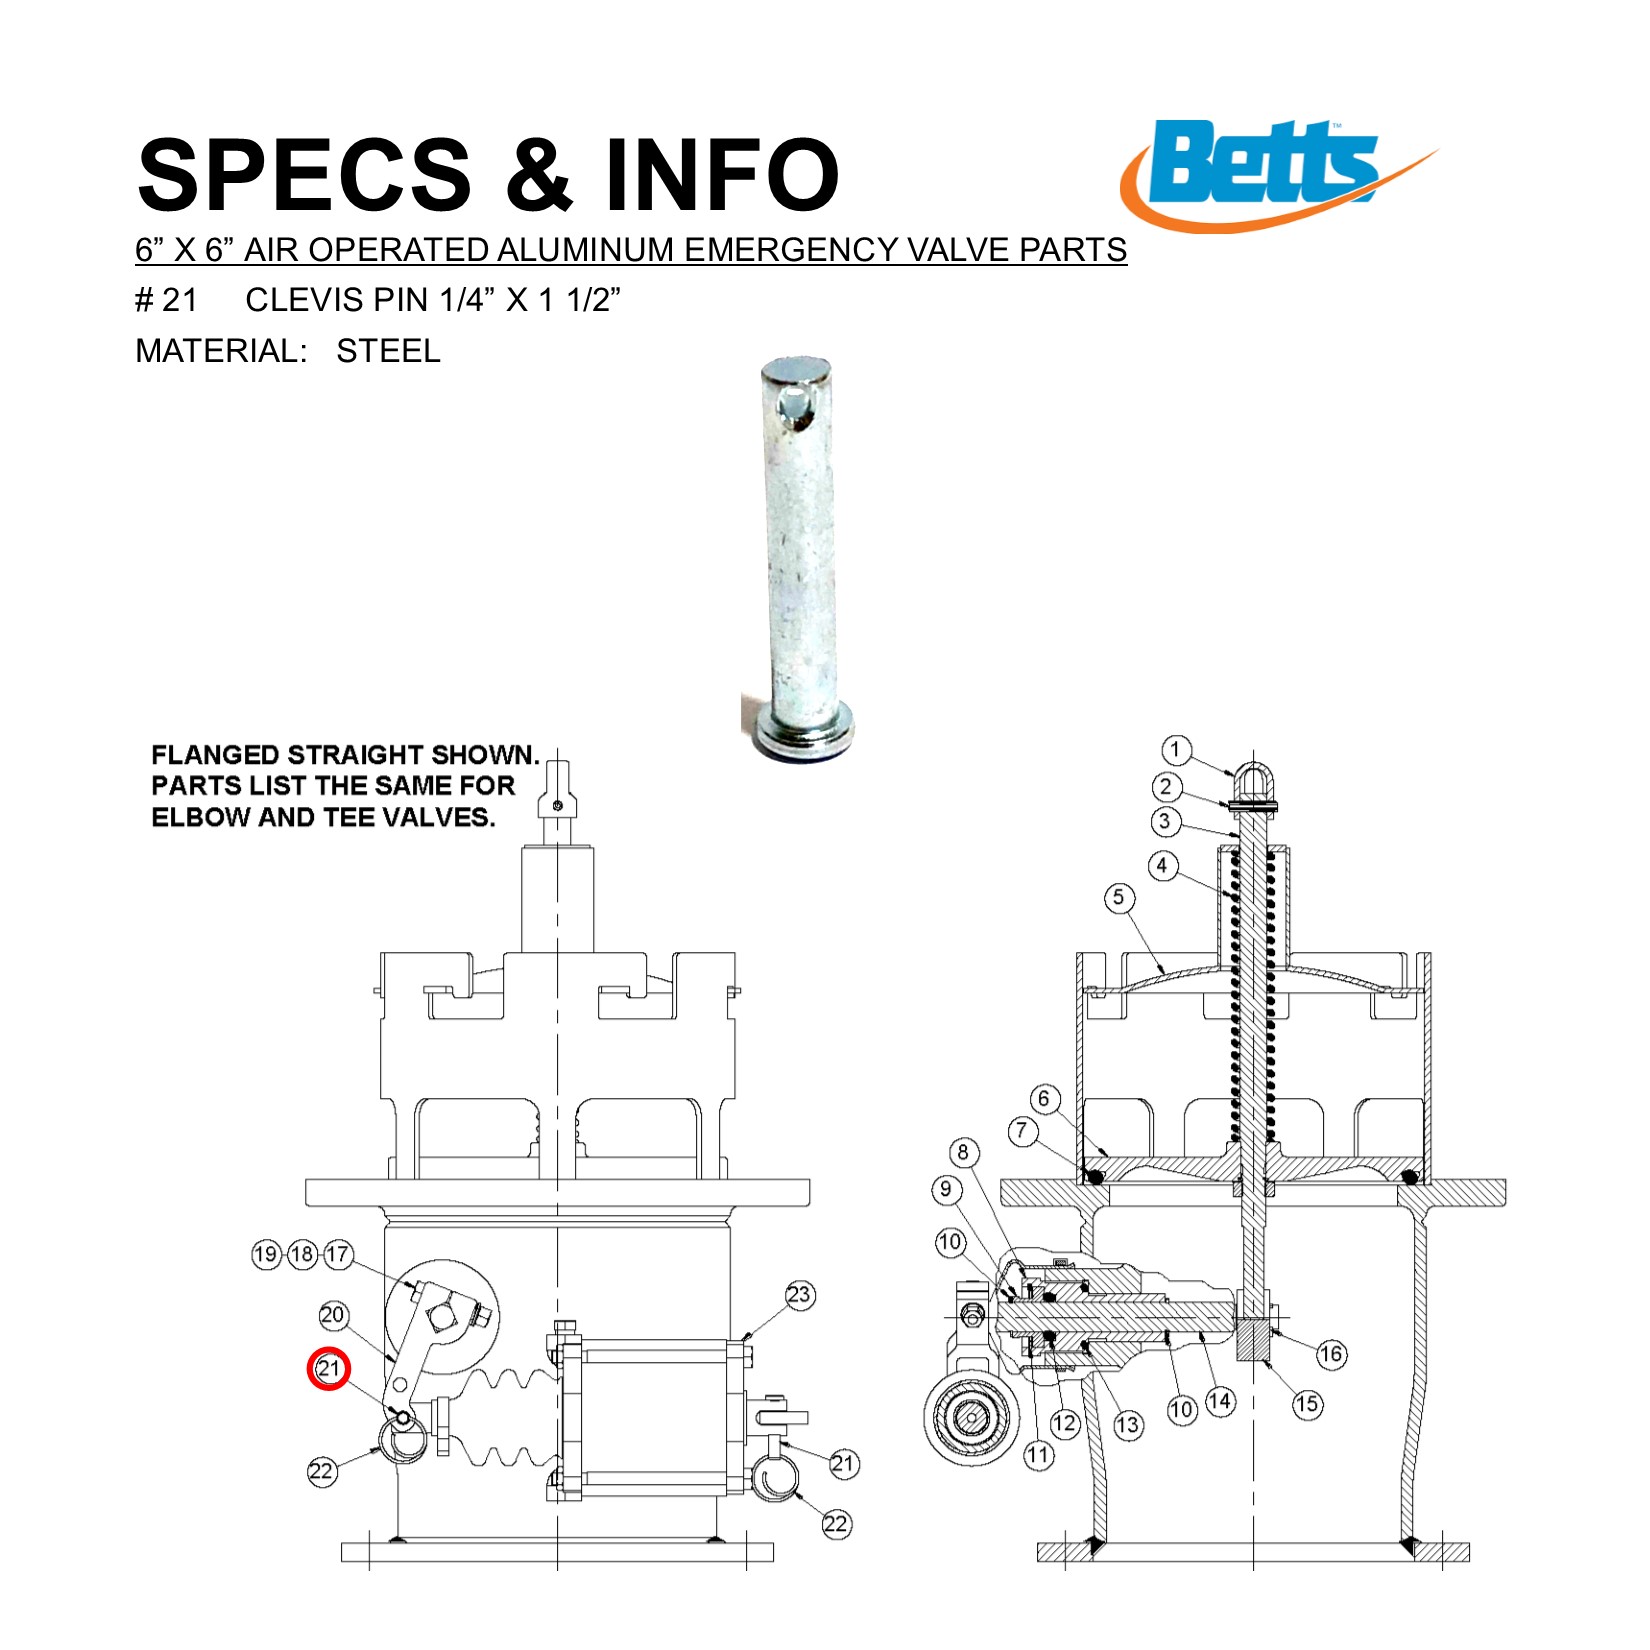 SPECS & INFO
Betts™
6” X 6” AIR OPERATED ALUMINUM EMERGENCY VALVE PARTS
# 21 CLEVIS PIN 1/4” X 1 1/2”
MATERIAL: STEEL
FLANGED STRAIGHT SHOWN.
PARTS LIST THE SAME FOR
ELBOW AND TEE VALVES.
19 18 17
20
21
22
23
21
22
1
2
3
4
5
6
7
8
9
10
11
12
13
10
14
15
16